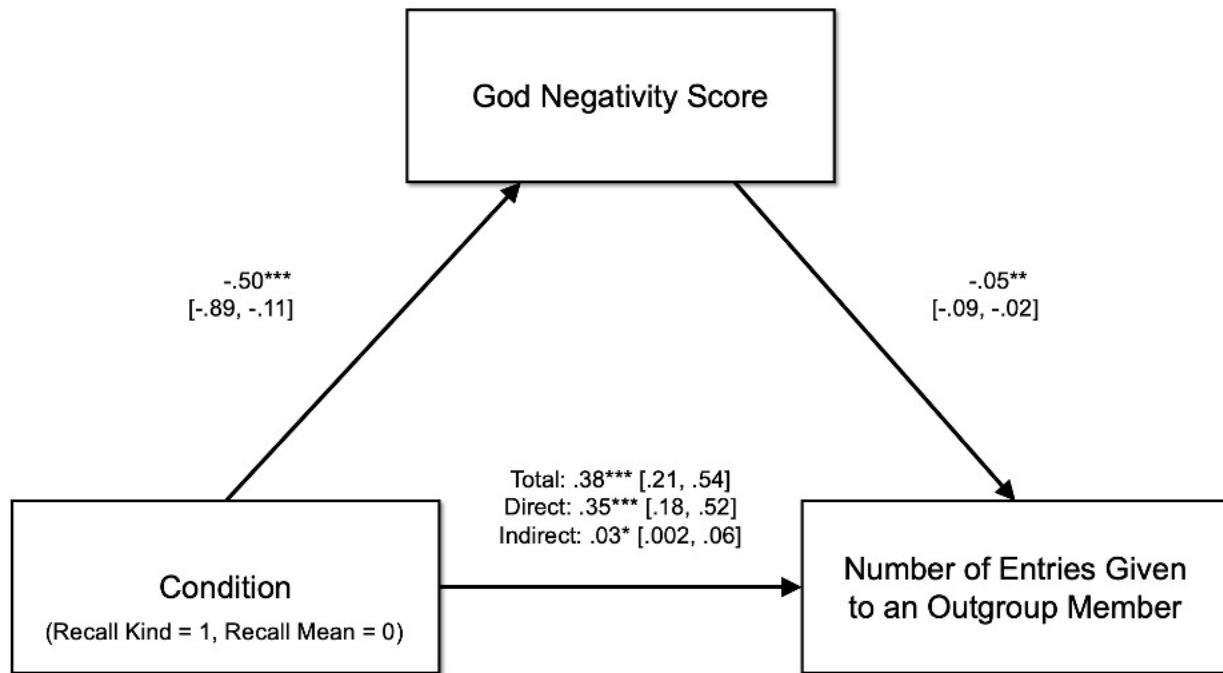 God Negativity Score
-.50***
[-.89, -.11]
-.05**
[-.09, -.02]
Total: .38*** [.21, .54]
Direct: .35*** [.18, .52]
Indirect: .03* [.002, .06]
Condition
(Recall Kind = 1, Recall Mean = 0)
Number of Entries Given
to an Outgroup Member